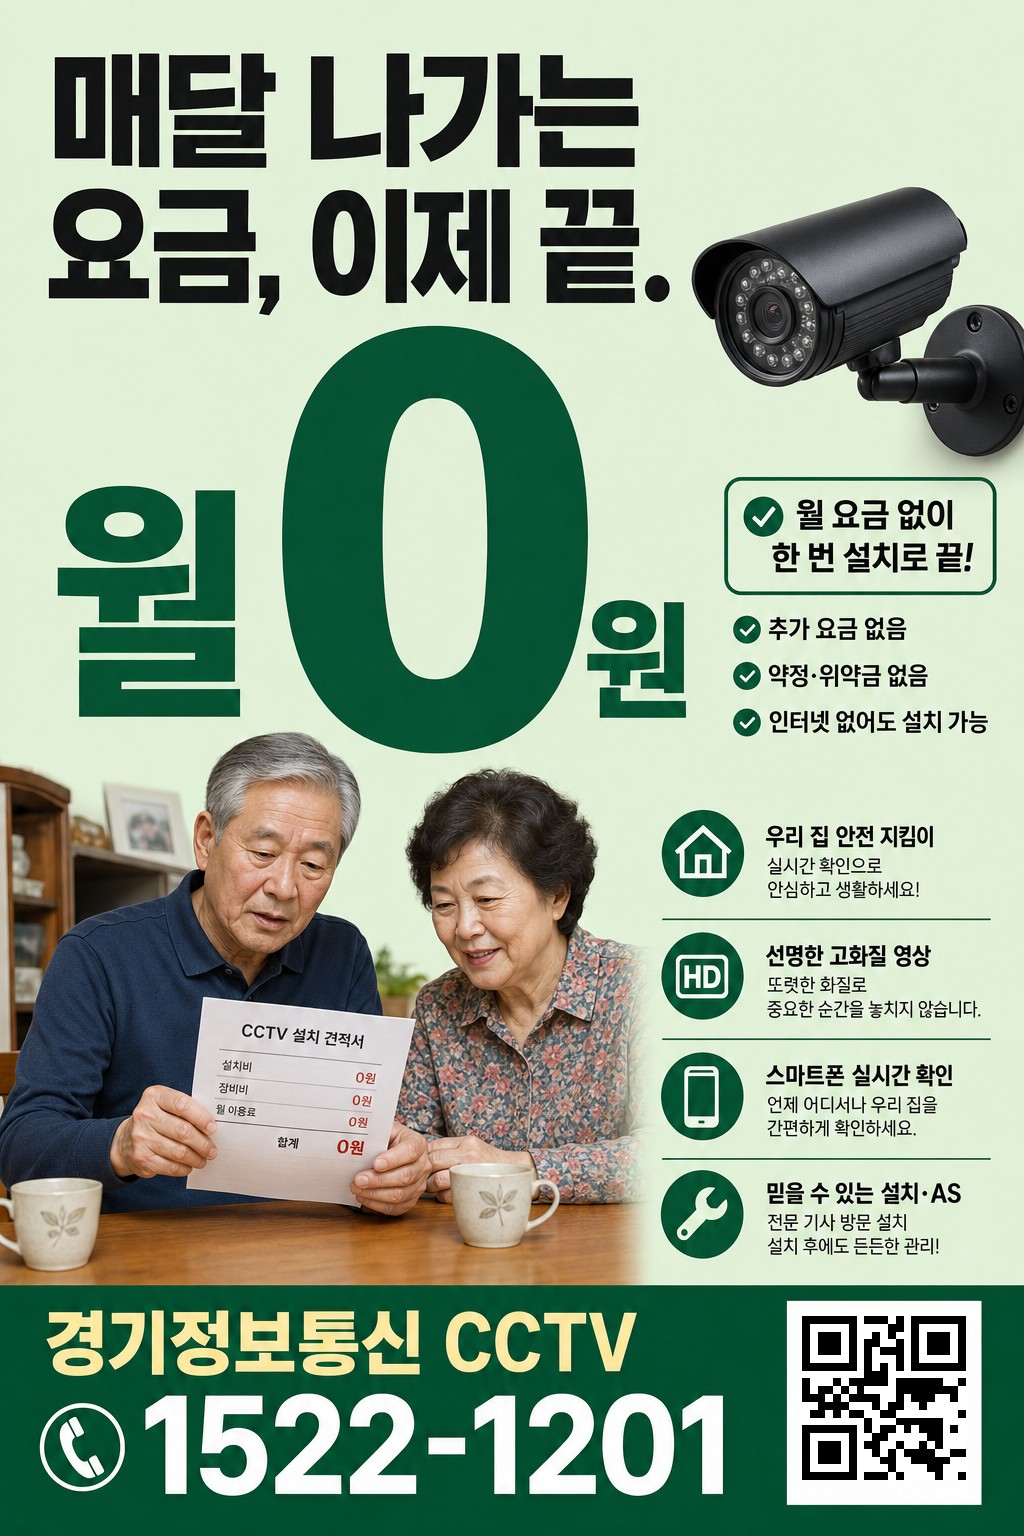 매달 나가는
요금, 이제 끝.
월 0원
월 요금 없이
한 번 설치로 끝!
추가 요금 없음
약정·위약금 없음
인터넷 없어도 설치 가능
우리 집 안전 지킴이
실시간 확인으로
안심하고 생활하세요!
HD
선명한 고화질 영상
또렷한 화질로
중요한 순간을 놓치지 않습니다.
스마트폰 실시간 확인
언제 어디서나 우리 집을
간편하게 확인하세요.
믿을 수 있는 설치·AS
전문 기사 방문 설치
설치 후에도 든든한 관리!
CCTV 설치 견적서
설치비 0원
장비비 0원
월 이용료 0원
합계 0원
경기정보통신 CCTV
1522-1201